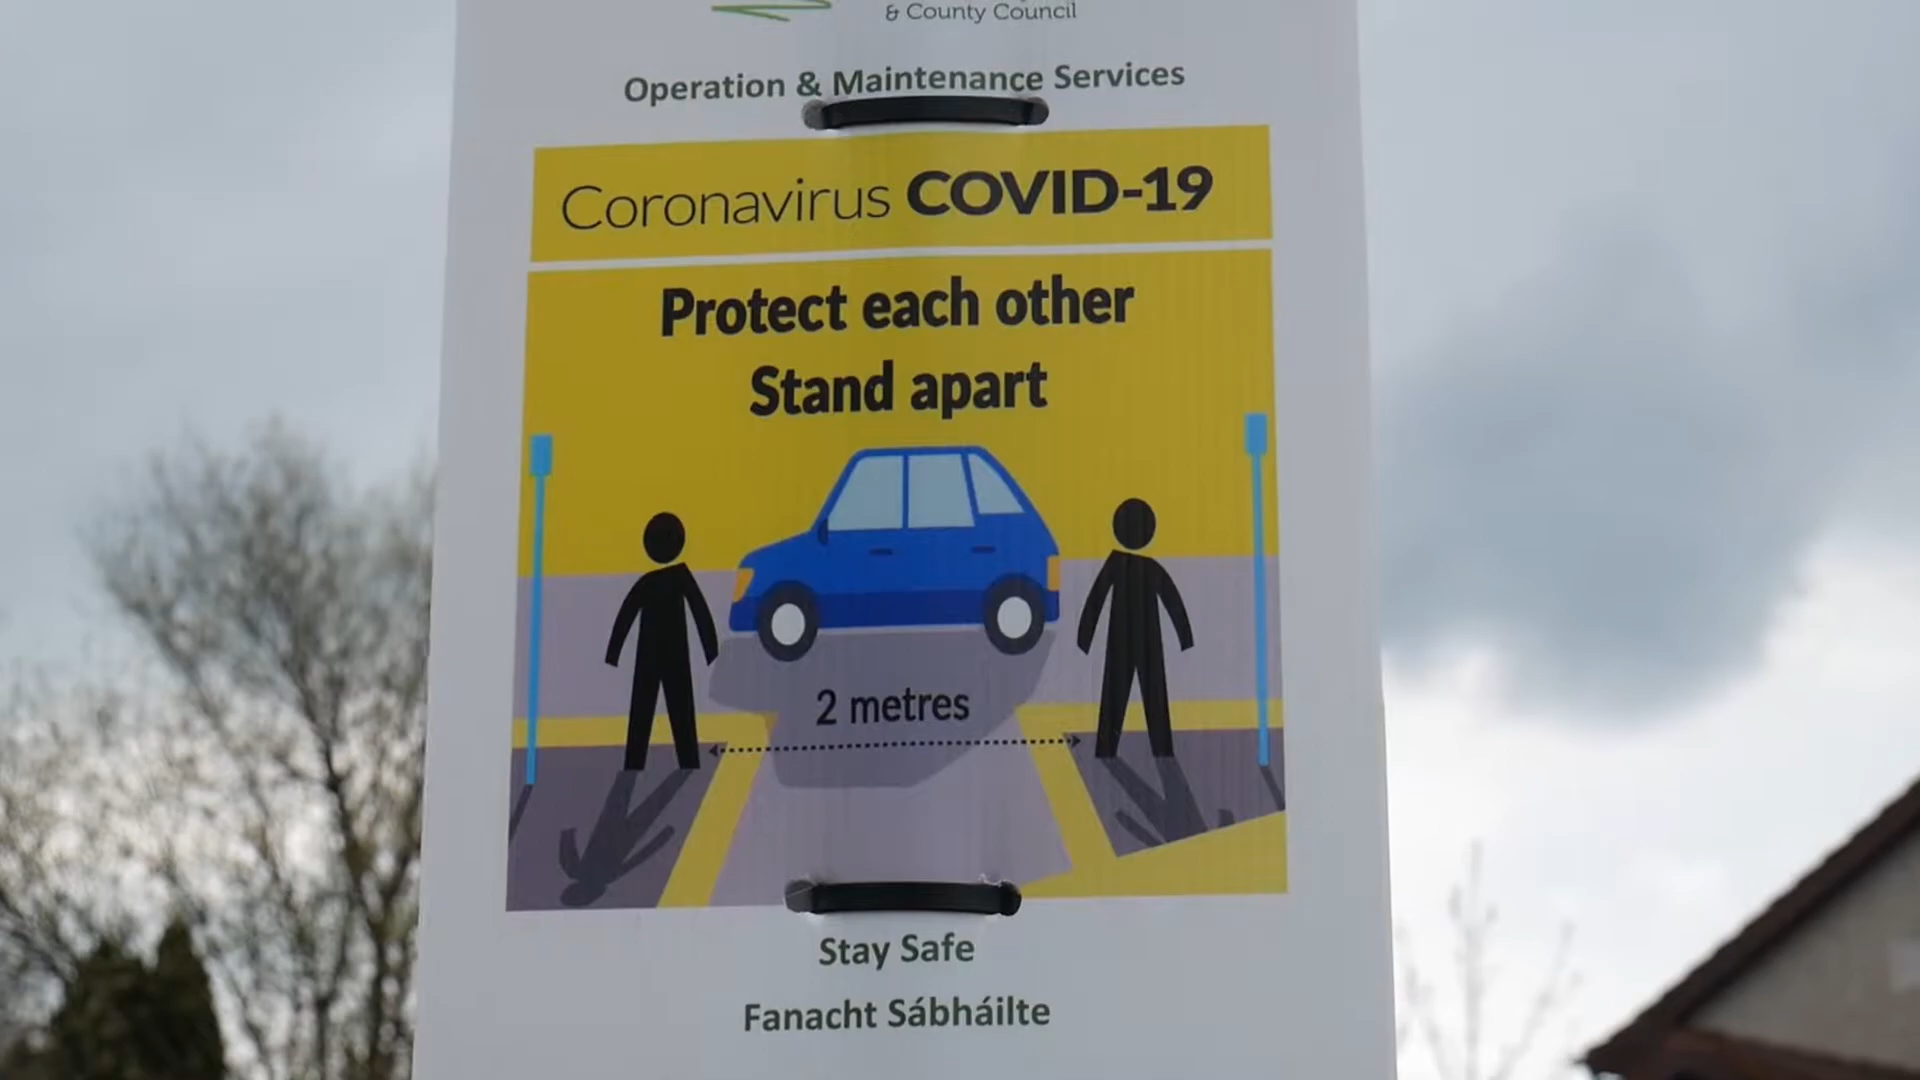 & County Council
Operation & Maintenance Services
Coronavirus COVID-19
Protect each other
Stand apart
2 metres
Stay Safe
Fanacht Sábháilte